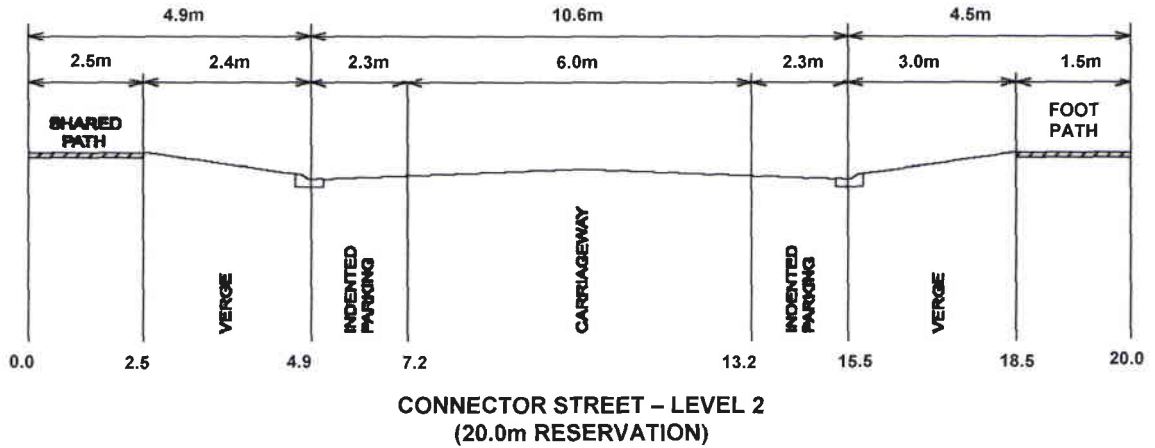 4.9m 10.6m 4.5m
2.5m 2.4m 2.3m 6.0m 2.3m 3.0m 1.5m
SHARED
PATH
FOOT
PATH
VERGE
INDENTED
PARKING
CARRIAGEWAY
INDENTED
PARKING
VERGE
0.0 2.5 4.9 7.2 13.2 15.5 18.5 20.0
CONNECTOR STREET – LEVEL 2
(20.0m RESERVATION)